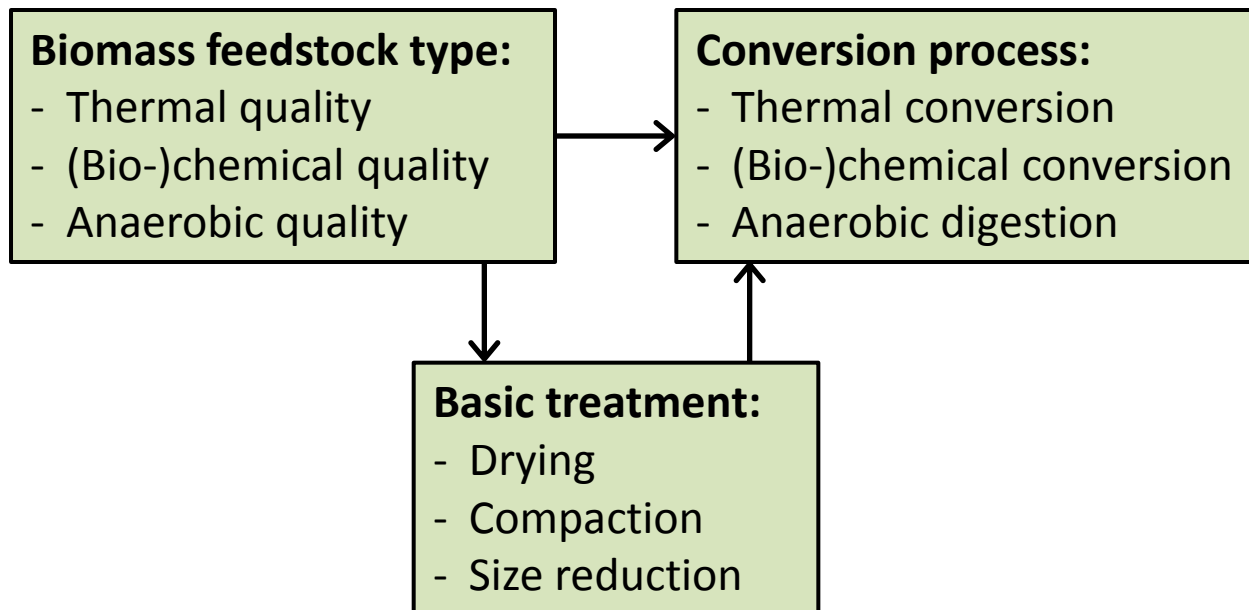 Biomass feedstock type:
- Thermal quality
- (Bio-)chemical quality
- Anaerobic quality
Conversion process:
- Thermal conversion
- (Bio-)chemical conversion
- Anaerobic digestion
Basic treatment:
- Drying
- Compaction
- Size reduction